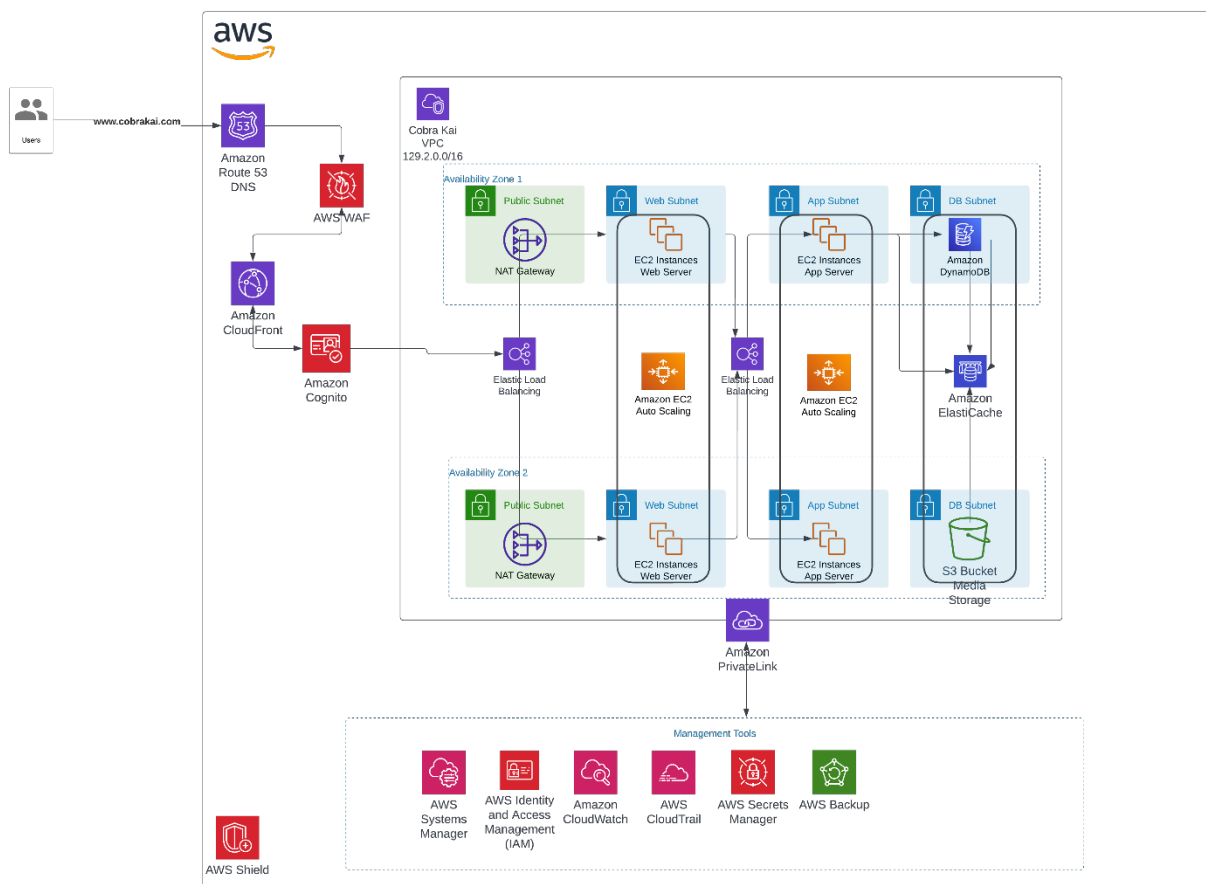 aws
Users
www.cobrakai.com
53
Amazon
Route 53
DNS
AWS WAF
Amazon
CloudFront
Amazon
Cognito
Cobra Kai
VPC
129.2.0.0/16
Availability Zone 1
Public Subnet
NAT Gateway
Web Subnet
EC2 Instances
Web Server
App Subnet
EC2 Instances
App Server
DB Subnet
Amazon
DynamoDB
Elastic Load
Balancing
Amazon EC2
Auto Scaling
Elastic Load
Balancing
Amazon EC2
Auto Scaling
Amazon
ElastiCache
Availability Zone 2
Public Subnet
NAT Gateway
Web Subnet
EC2 Instances
Web Server
App Subnet
EC2 Instances
App Server
DB Subnet
S3 Bucket
Media
Storage
Amazon
PrivateLink
Management Tools
AWS
Systems
Manager
AWS Identity
and Access
Management
(IAM)
Amazon
CloudWatch
AWS
CloudTrail
AWS Secrets
Manager
AWS Backup
AWS Shield